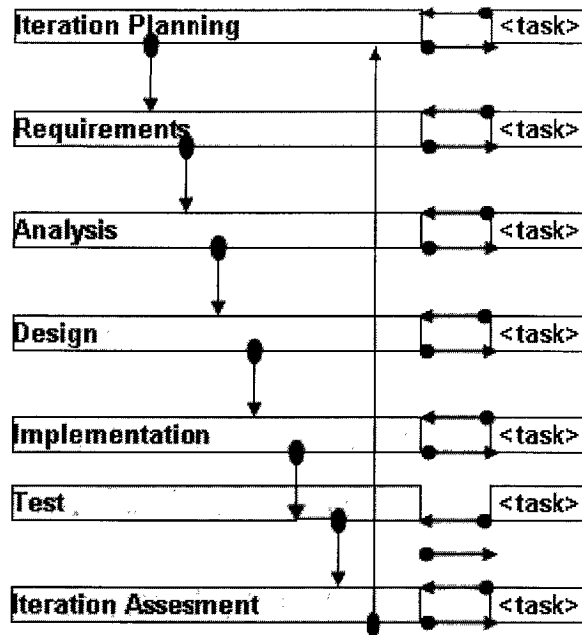 Iteration Planning <task>
Requirements <task>
Analysis <task>
Design <task>
Implementation <task>
Test <task>
Iteration Assesment <task>